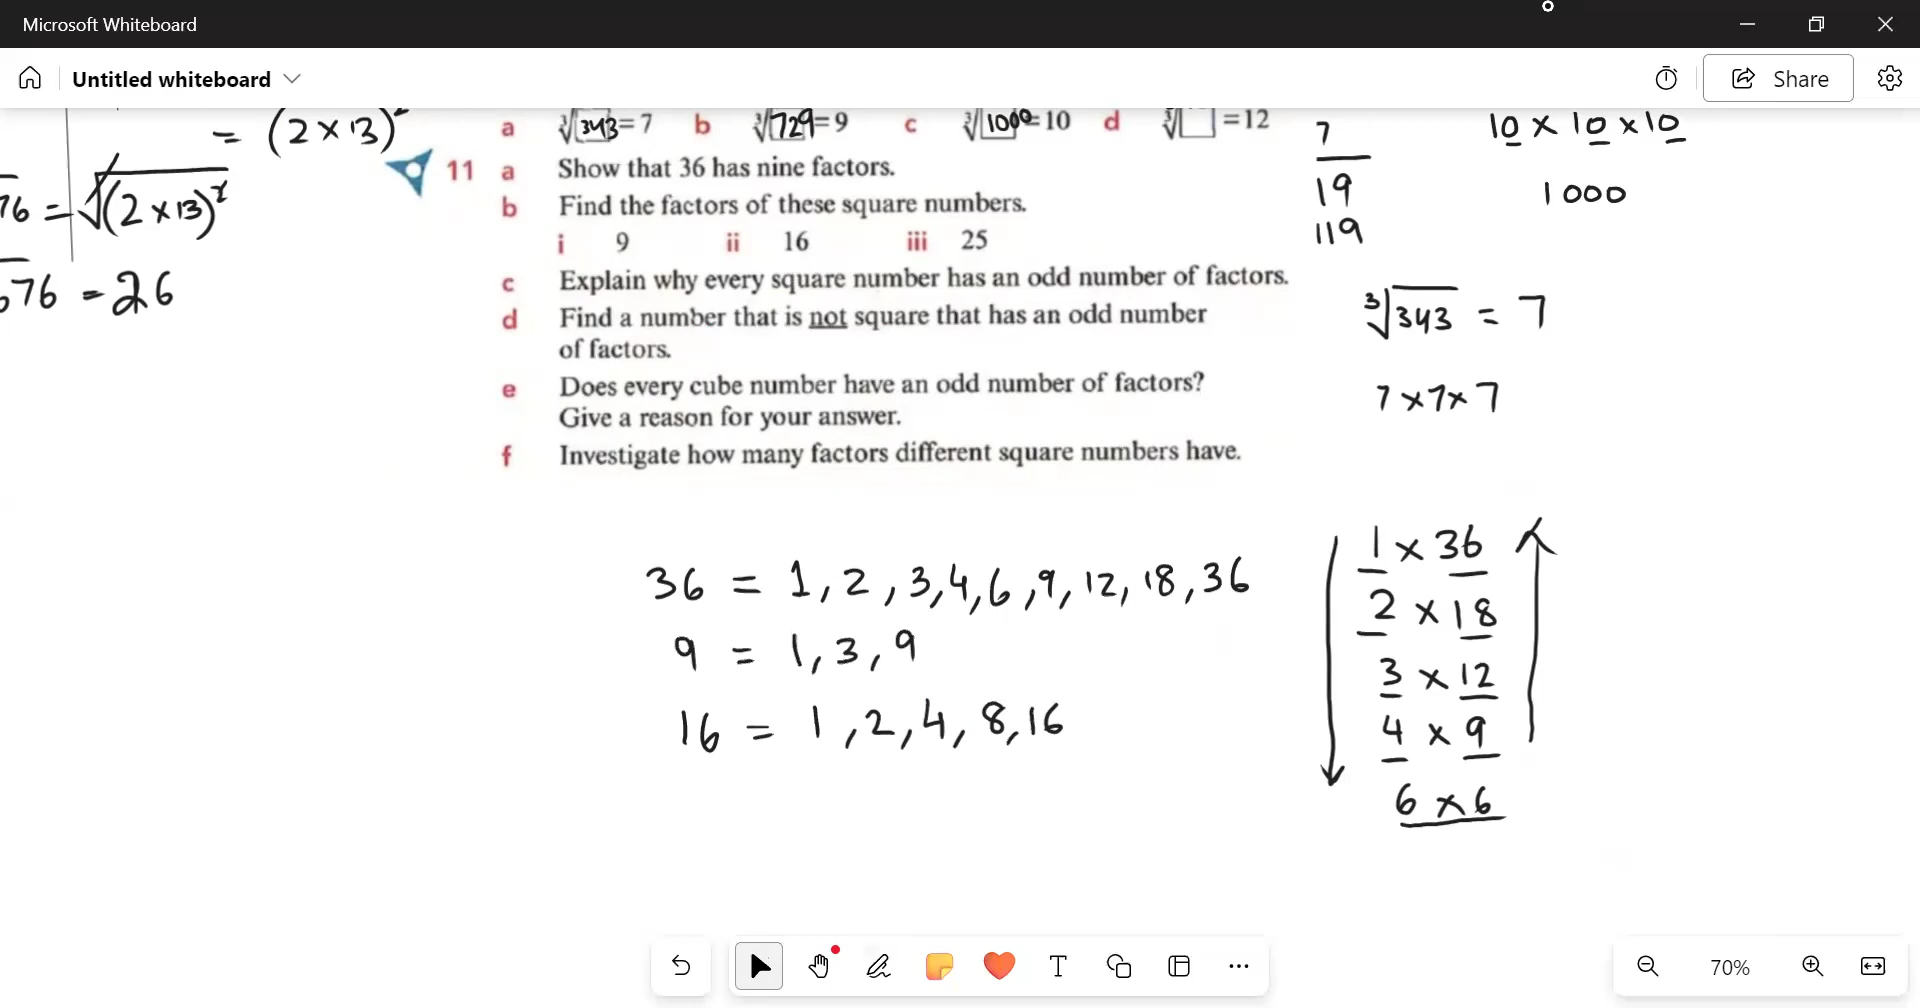 Microsoft Whiteboard
Untitled whiteboard
Share
= (2 × 13)²
76 = √(2 × 13)²
676 = 26
a ∛343 = 7 b ∛729 = 9 c ∛1000 = 10 d ∛□ = 12
11 a Show that 36 has nine factors.
b Find the factors of these square numbers.
i 9 ii 16 iii 25
c Explain why every square number has an odd number of factors.
d Find a number that is not square that has an odd number
of factors.
e Does every cube number have an odd number of factors?
Give a reason for your answer.
f Investigate how many factors different square numbers have.
7
19
119
10 × 10 × 10
1000
∛343 = 7
7 × 7 × 7
36 = 1, 2, 3, 4, 6, 9, 12, 18, 36
9 = 1, 3, 9
16 = 1, 2, 4, 8, 16
1 × 36
2 × 18
3 × 12
4 × 9
6 × 6
70%